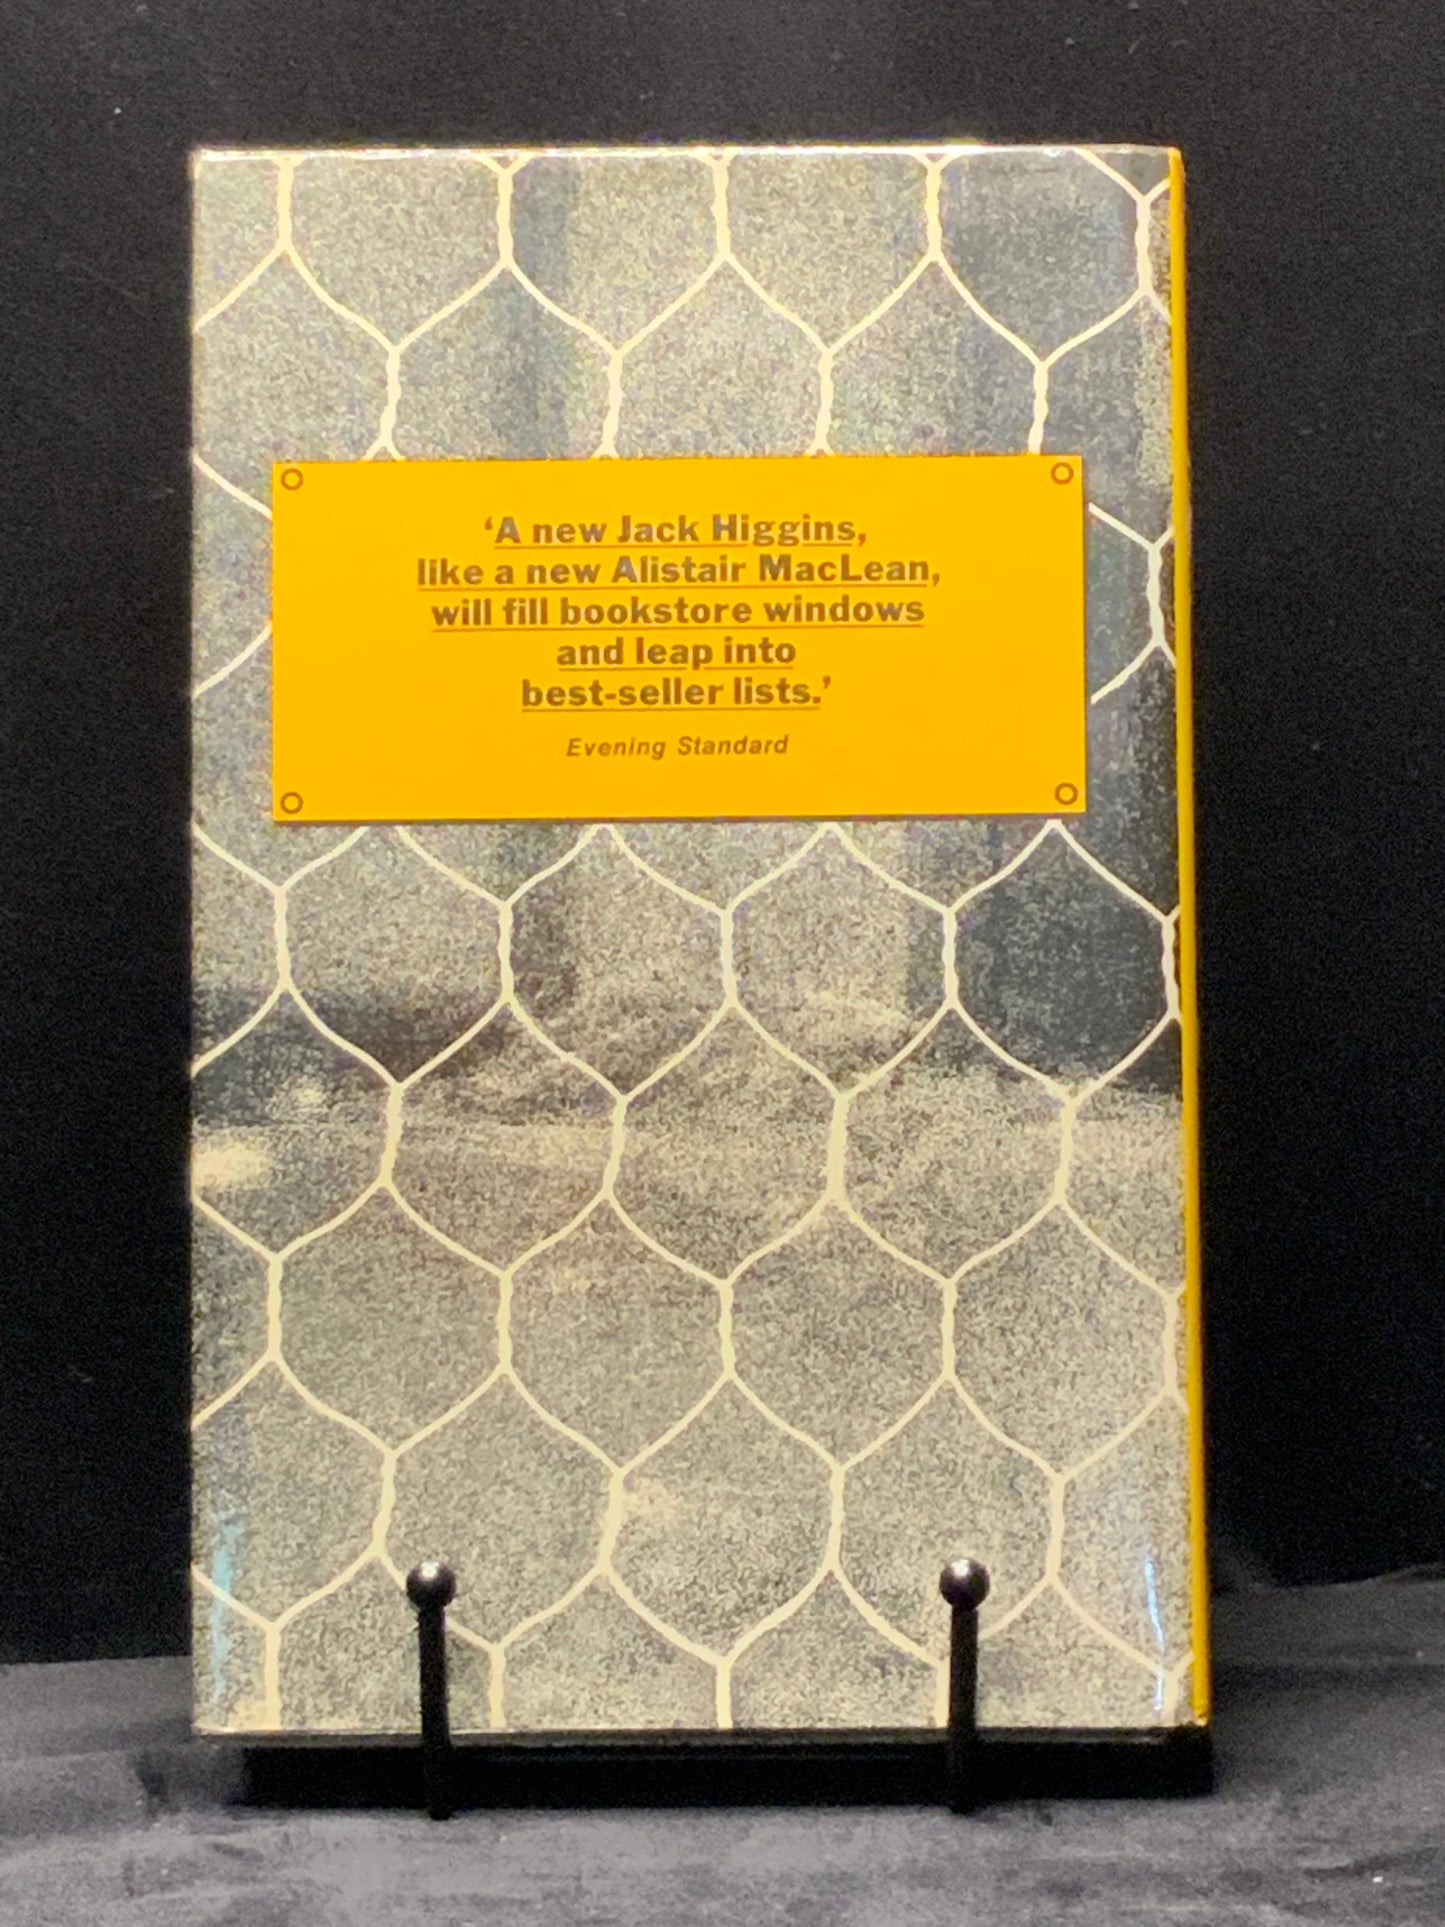 ‘A new Jack Higgins,
like a new Alistair MacLean,
will fill bookstore windows
and leap into
best-seller lists.’
Evening Standard